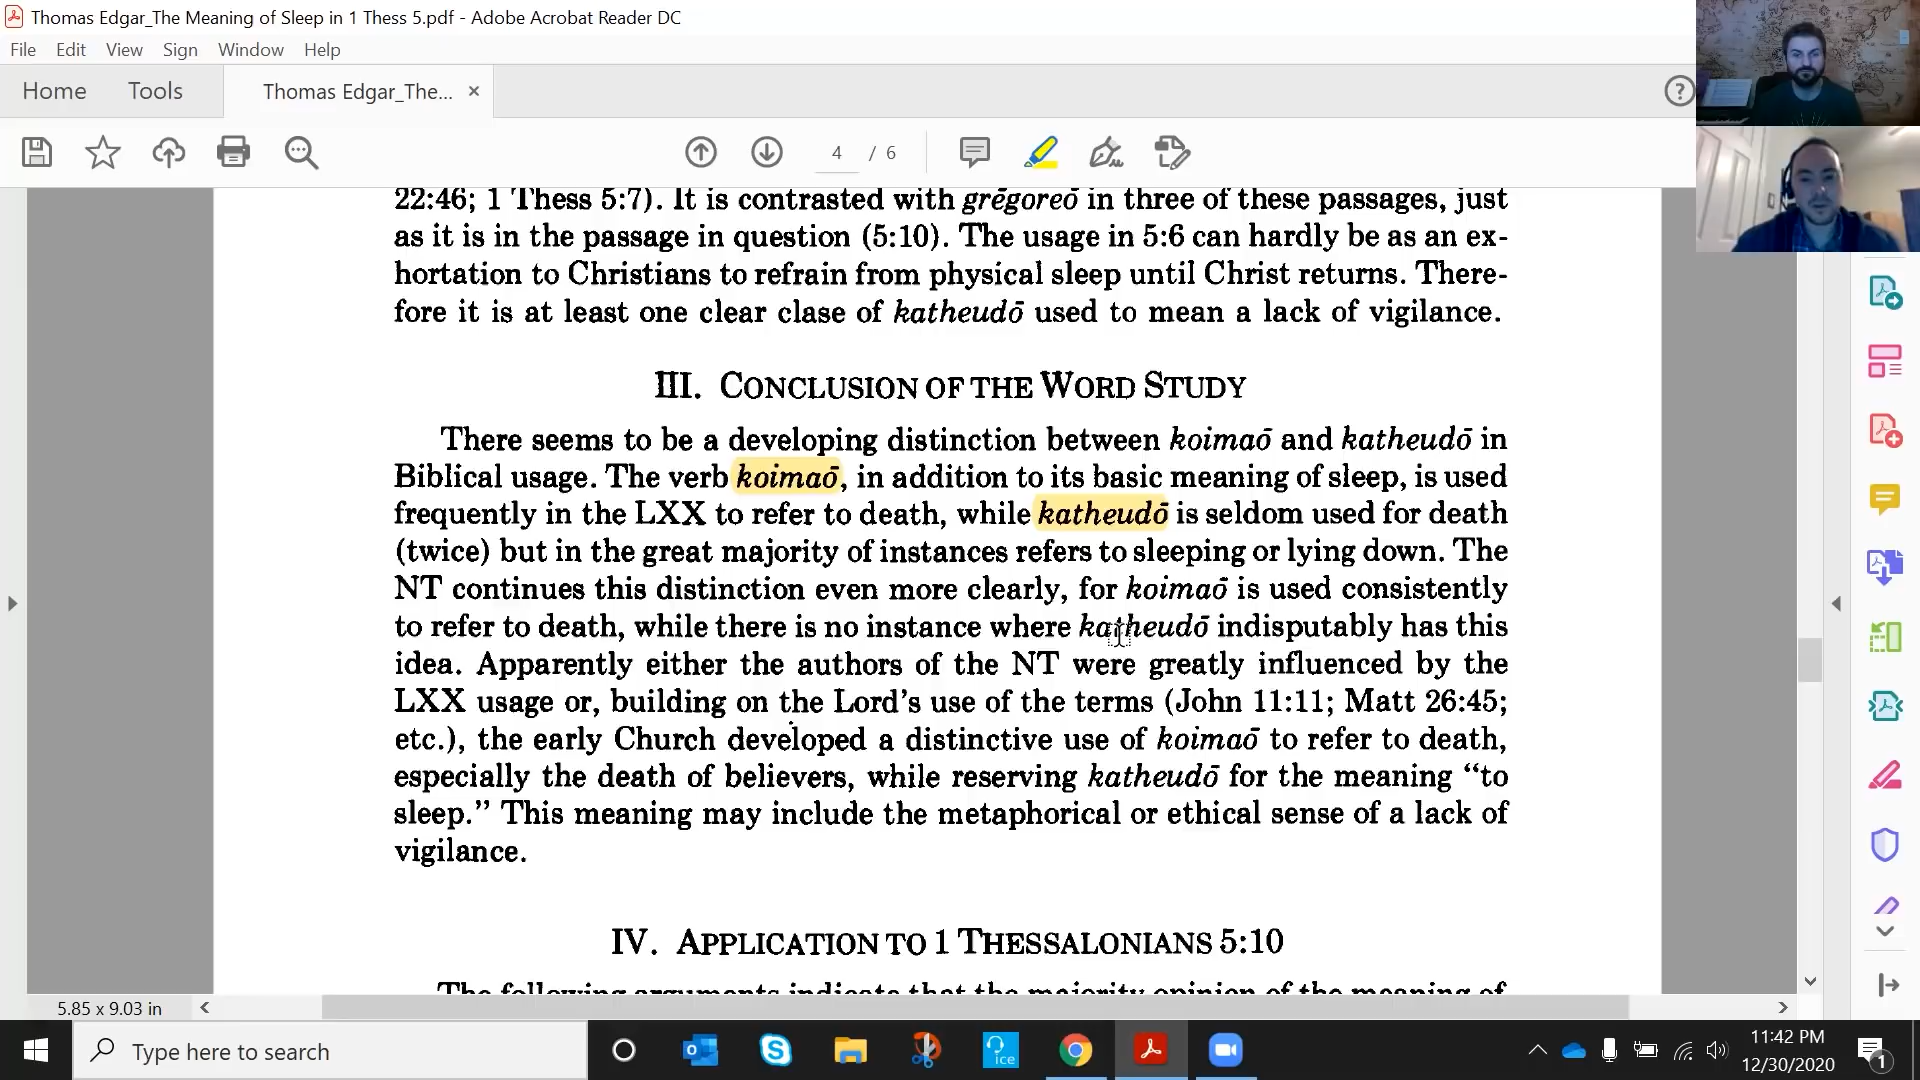 Thomas Edgar_The Meaning of Sleep in 1 Thess 5.pdf - Adobe Acrobat Reader DC
File Edit View Sign Window Help
Home Tools Thomas Edgar_The... ×
4 / 6
22:46; 1 Thess 5:7). It is contrasted with grēgoreō in three of these passages, just
as it is in the passage in question (5:10). The usage in 5:6 can hardly be as an ex-
hortation to Christians to refrain from physical sleep until Christ returns. There-
fore it is at least one clear clase of katheudō used to mean a lack of vigilance.
III. CONCLUSION OF THE WORD STUDY
There seems to be a developing distinction between koimaō and katheudō in
Biblical usage. The verb koimaō, in addition to its basic meaning of sleep, is used
frequently in the LXX to refer to death, while katheudō is seldom used for death
(twice) but in the great majority of instances refers to sleeping or lying down. The
NT continues this distinction even more clearly, for koimaō is used consistently
to refer to death, while there is no instance where katheudō indisputably has this
idea. Apparently either the authors of the NT were greatly influenced by the
LXX usage or, building on the Lord's use of the terms (John 11:11; Matt 26:45;
etc.), the early Church developed a distinctive use of koimaō to refer to death,
especially the death of believers, while reserving katheudō for the meaning “to
sleep.” This meaning may include the metaphorical or ethical sense of a lack of
vigilance.
IV. APPLICATION TO 1 THESSALONIANS 5:10
The following arguments indicate that the majority opinion of the meaning of
5.85 x 9.03 in
Type here to search
ice
11:42 PM
12/30/2020
1